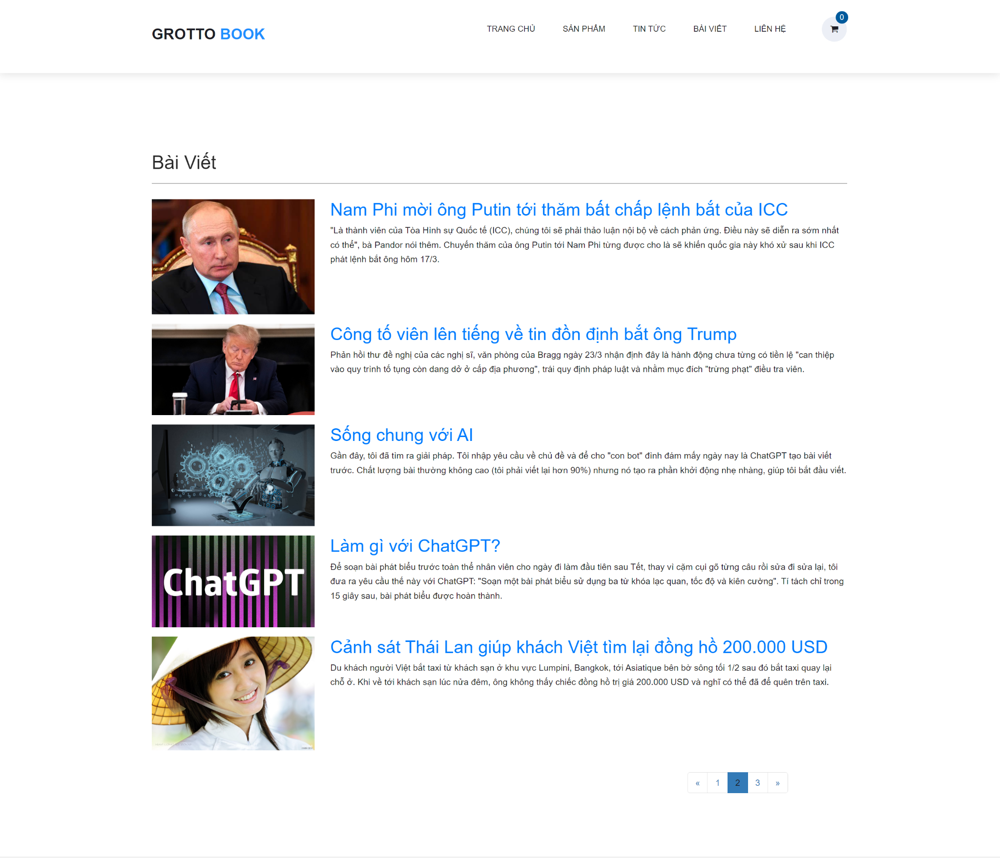 GROTTO BOOK
TRANG CHỦ
SẢN PHẨM
TIN TỨC
BÀI VIẾT
LIÊN HỆ
0
Bài Viết
Nam Phi mời ông Putin tới thăm bất chấp lệnh bắt của ICC
"Là thành viên của Tòa Hình sự Quốc tế (ICC), chúng tôi sẽ phải thảo luận nội bộ về cách phản ứng. Điều này sẽ diễn ra sớm nhất
có thể", bà Pandor nói thêm. Chuyến thăm của ông Putin tới Nam Phi từng được cho là sẽ khiến quốc gia này khó xử sau khi ICC
phát lệnh bắt ông hôm 17/3.
Công tố viên lên tiếng về tin đồn định bắt ông Trump
Phản hồi thư đề nghị của các nghị sĩ, văn phòng của Bragg ngày 23/3 nhận định đây là hành động chưa từng có tiền lệ "can thiệp
vào quy trình tố tụng còn dang dở ở cấp địa phương", trái quy định pháp luật và nhằm mục đích "trừng phạt" điều tra viên.
Sống chung với AI
Gần đây, tôi đã tìm ra giải pháp. Tôi nhập yêu cầu về chủ đề và để cho "con bot" đình đám mấy ngày nay là ChatGPT tạo bài viết
trước. Chất lượng bài thường không cao (tôi phải viết lại hơn 90%) nhưng nó tạo ra phần khởi động nhẹ nhàng, giúp tôi bắt đầu viết.
ChatGPT
Làm gì với ChatGPT?
Để soạn bài phát biểu trước toàn thể nhân viên cho ngày đi làm đầu tiên sau Tết, thay vì cặm cụi gõ từng câu rồi sửa đi sửa lại, tôi
đưa ra yêu cầu thế này với ChatGPT: "Soạn một bài phát biểu sử dụng ba từ khóa lạc quan, tốc độ và kiên cường". Tí tách chỉ trong
15 giây sau, bài phát biểu được hoàn thành.
Cảnh sát Thái Lan giúp khách Việt tìm lại đồng hồ 200.000 USD
Du khách người Việt bắt taxi từ khách sạn ở khu vực Lumpini, Bangkok, tới Asiatique bên bờ sông tối 1/2 sau đó bắt taxi quay lại
chỗ ở. Khi về tới khách sạn lúc nửa đêm, ông không thấy chiếc đồng hồ trị giá 200.000 USD và nghĩ có thể đã để quên trên taxi.
« 1 2 3 »